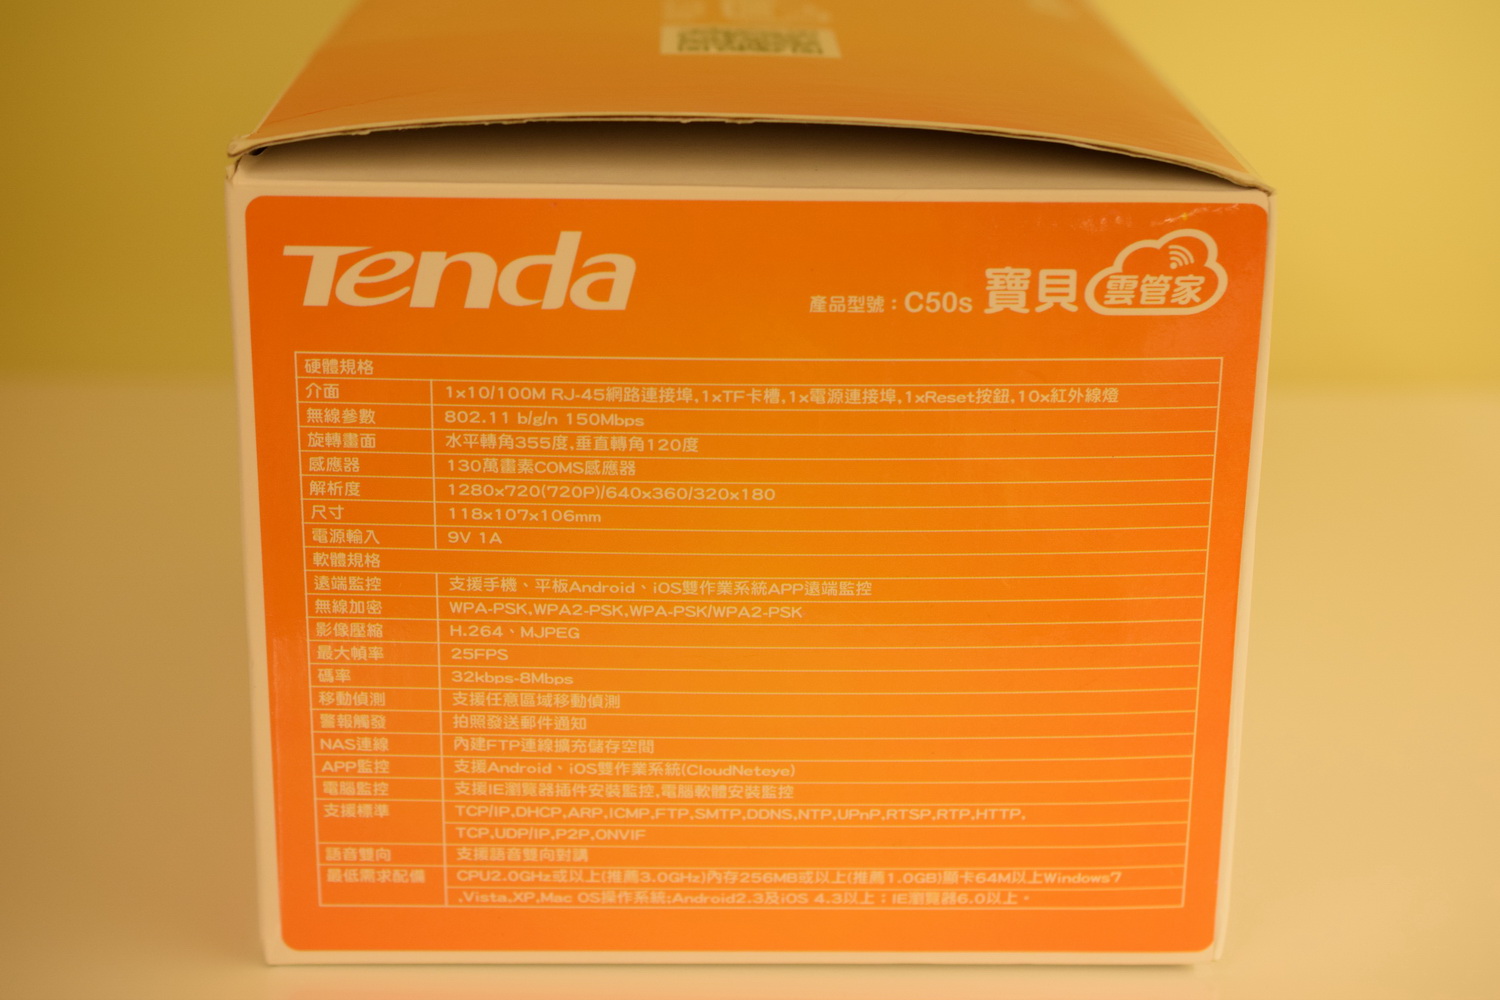 Tenda
產品型號：C50s 寶貝 雲管家
硬體規格
介面 1x10/100M RJ-45網路連接埠,1xTF卡槽,1x電源連接埠,1xReset按鈕,10x紅外線燈
無線參數 802.11 b/g/n 150Mbps
旋轉畫面 水平轉角355度,垂直轉角120度
感應器 130萬畫素COMS感應器
解析度 1280x720(720P)/640x360/320x180
尺寸 118x107x106mm
電源輸入 9V 1A
軟體規格
遠端監控 支援手機、平板Android、iOS雙作業系統APP遠端監控
無線加密 WPA-PSK,WPA2-PSK,WPA-PSK/WPA2-PSK
影像壓縮 H.264、MJPEG
最大幀率 25FPS
碼率 32kbps-8Mbps
移動偵測 支援任意區域移動偵測
警報觸發 拍照發送郵件通知
NAS連線 內建FTP連線擴充儲存空間
APP監控 支援Android、iOS雙作業系統(CloudNeteye)
電腦監控 支援IE瀏覽器插件安裝監控,電腦軟體安裝監控
支援標準 TCP/IP,DHCP,ARP,ICMP,FTP,SMTP,DDNS,NTP,UPnP,RTSP,RTP,HTTP,
TCP,UDP/IP,P2P,ONVIF
語音雙向 支援語音雙向對講
最低需求配備 CPU2.0GHz或以上(推薦3.0GHz)內存256MB或以上(推薦1.0GB)顯卡64M以上Windows7
,Vista,XP,Mac OS操作系統;Android2.3及iOS 4.3以上；IE瀏覽器6.0以上。